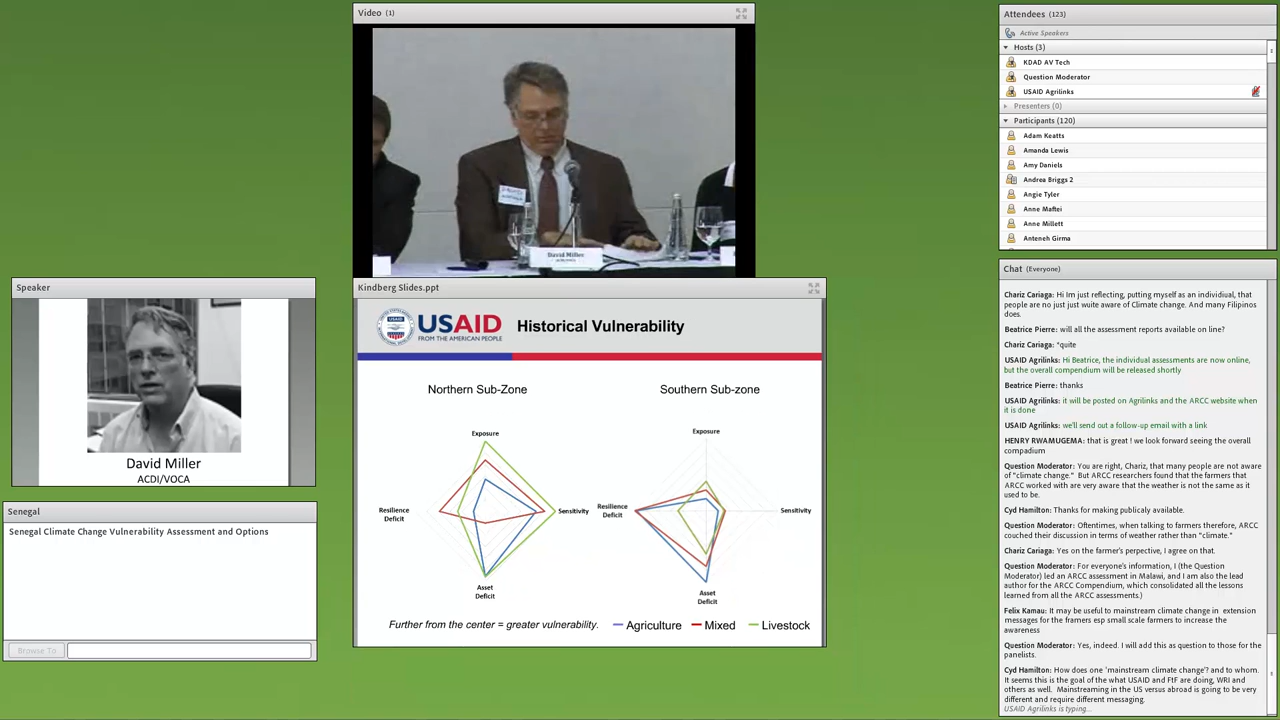 Video (1)
David Miller
Speaker
David Miller
ACDI/VOCA
Senegal
Senegal Climate Change Vulnerability Assessment and Options
Browse To
Kindberg Slides.ppt
USAID
FROM THE AMERICAN PEOPLE
Historical Vulnerability
Northern Sub-Zone
Southern Sub-zone
Exposure
Exposure
Resilience
Deficit
Sensitivity
Resilience
Deficit
Sensitivity
Asset
Deficit
Asset
Deficit
Further from the center = greater vulnerability.
Agriculture
Mixed
Livestock
Attendees (123)
Active Speakers
Hosts (3)
KDAD AV Tech
Question Moderator
USAID Agrilinks
Presenters (0)
Participants (120)
Adam Keatts
Amanda Lewis
Amy Daniels
Andrea Briggs 2
Angie Tyler
Anne Maftei
Anne Millett
Anteneh Girma
Chat (Everyone)
Chariz Cariaga: Hi Im just reflecting, putting myself as an individiual, that
people are no just just wuite aware of Climate change. And many Filipinos
does.
Beatrice Pierre: will all the assessment reports available on line?
Chariz Cariaga: *quite
USAID Agrilinks: Hi Beatrice, the individual assessments are now online,
but the overall compendium will be released shortly
Beatrice Pierre: thanks
USAID Agrilinks: it will be posted on Agrilinks and the ARCC website when
it is done
USAID Agrilinks: we'll send out a follow-up email with a link
HENRY RWAMUGEMA: that is great ! we look forward seeing the overall
compadium
Question Moderator: You are right, Chariz, that many people are not aware
of "climate change." But ARCC researchers found that the farmers that
ARCC worked with are very aware that the weather is not the same as it
used to be.
Cyd Hamilton: Thanks for making publicaly available.
Question Moderator: Oftentimes, when talking to farmers therefore, ARCC
couched their discussion in terms of weather rather than "climate."
Chariz Cariaga: Yes on the farmer's perpective, I agree on that.
Question Moderator: For everyone's information, I (the Question
Moderator) led an ARCC assessment in Malawi, and I am also the lead
author for the ARCC Compendium, which consolidated all the lessons
learned from all the ARCC assessments.)
Felix Kamau: It may be useful to mainstream climate change in extension
messages for the framers esp small scale farmers to increase the
awareness
Question Moderator: Yes, indeed. I will add this as question to those for the
panelists.
Cyd Hamilton: How does one 'mainstream climate change'? and to whom.
It seems this is the goal of the what USAID and FtF are doing, WRI and
others as well. Mainstreaming in the US versus abroad is going to be very
different and require different messaging.
USAID Agrilinks is typing...